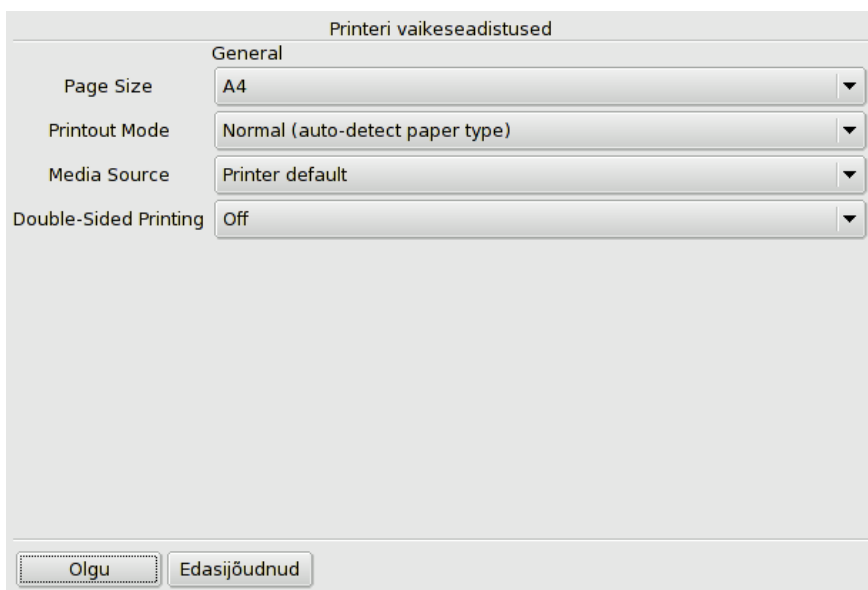 Printeri vaikeseadistused
General
Page Size A4
Printout Mode Normal (auto-detect paper type)
Media Source Printer default
Double-Sided Printing Off
Olgu Edasijõudnud